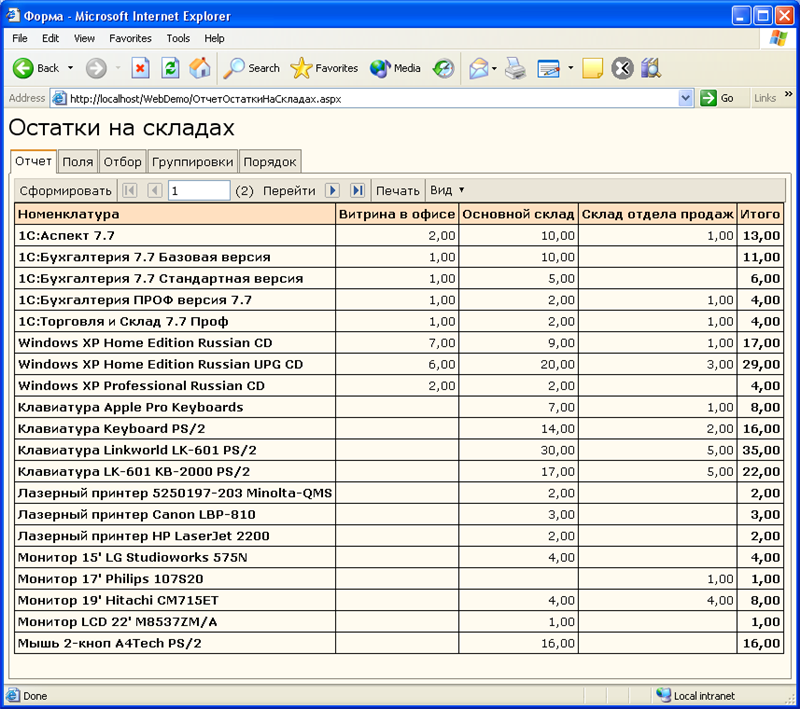 Форма - Microsoft Internet Explorer
File Edit View Favorites Tools Help
Back Search Favorites Media
Address http://localhost/WebDemo/ОтчетОстаткиНаСкладах.aspx Go Links »
Остатки на складах
Отчет Поля Отбор Группировки Порядок
Сформировать 1 (2) Перейти Печать Вид
Номенклатура Витрина в офисе Основной склад Склад отдела продаж Итого
1С:Аспект 7.7 2,00 10,00 1,00 13,00
1С:Бухгалтерия 7.7 Базовая версия 1,00 10,00 11,00
1С:Бухгалтерия 7.7 Стандартная версия 1,00 5,00 6,00
1С:Бухгалтерия ПРОФ версия 7.7 1,00 2,00 1,00 4,00
1С:Торговля и Склад 7.7 Проф 1,00 2,00 1,00 4,00
Windows XP Home Edition Russian CD 7,00 9,00 1,00 17,00
Windows XP Home Edition Russian UPG CD 6,00 20,00 3,00 29,00
Windows XP Professional Russian CD 2,00 2,00 4,00
Клавиатура Apple Pro Keyboards 7,00 1,00 8,00
Клавиатура Keyboard PS/2 14,00 2,00 16,00
Клавиатура Linkworld LK-601 PS/2 30,00 5,00 35,00
Клавиатура LK-601 KB-2000 PS/2 17,00 5,00 22,00
Лазерный принтер 5250197-203 Minolta-QMS 2,00 2,00
Лазерный принтер Canon LBP-810 3,00 3,00
Лазерный принтер HP LaserJet 2200 2,00 2,00
Монитор 15' LG Studioworks 575N 4,00 4,00
Монитор 17' Philips 107S20 1,00 1,00
Монитор 19' Hitachi CM715ET 4,00 4,00 8,00
Монитор LCD 22' M8537ZM/A 1,00 1,00
Мышь 2-кноп A4Tech PS/2 16,00 16,00
Done Local intranet